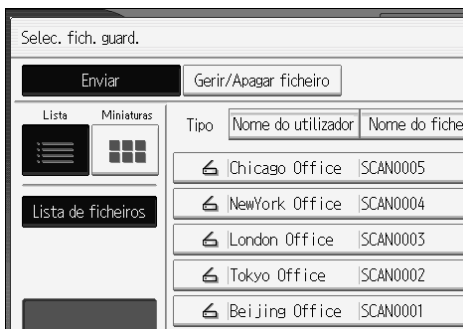 Selec. fich. guard.
Enviar Gerir/Apagar ficheiro
Lista Miniaturas
Tipo Nome do utilizador Nome do fiche
Lista de ficheiros
Chicago Office SCAN0005
NewYork Office SCAN0004
London Office SCAN0003
Tokyo Office SCAN0002
Beijing Office SCAN0001